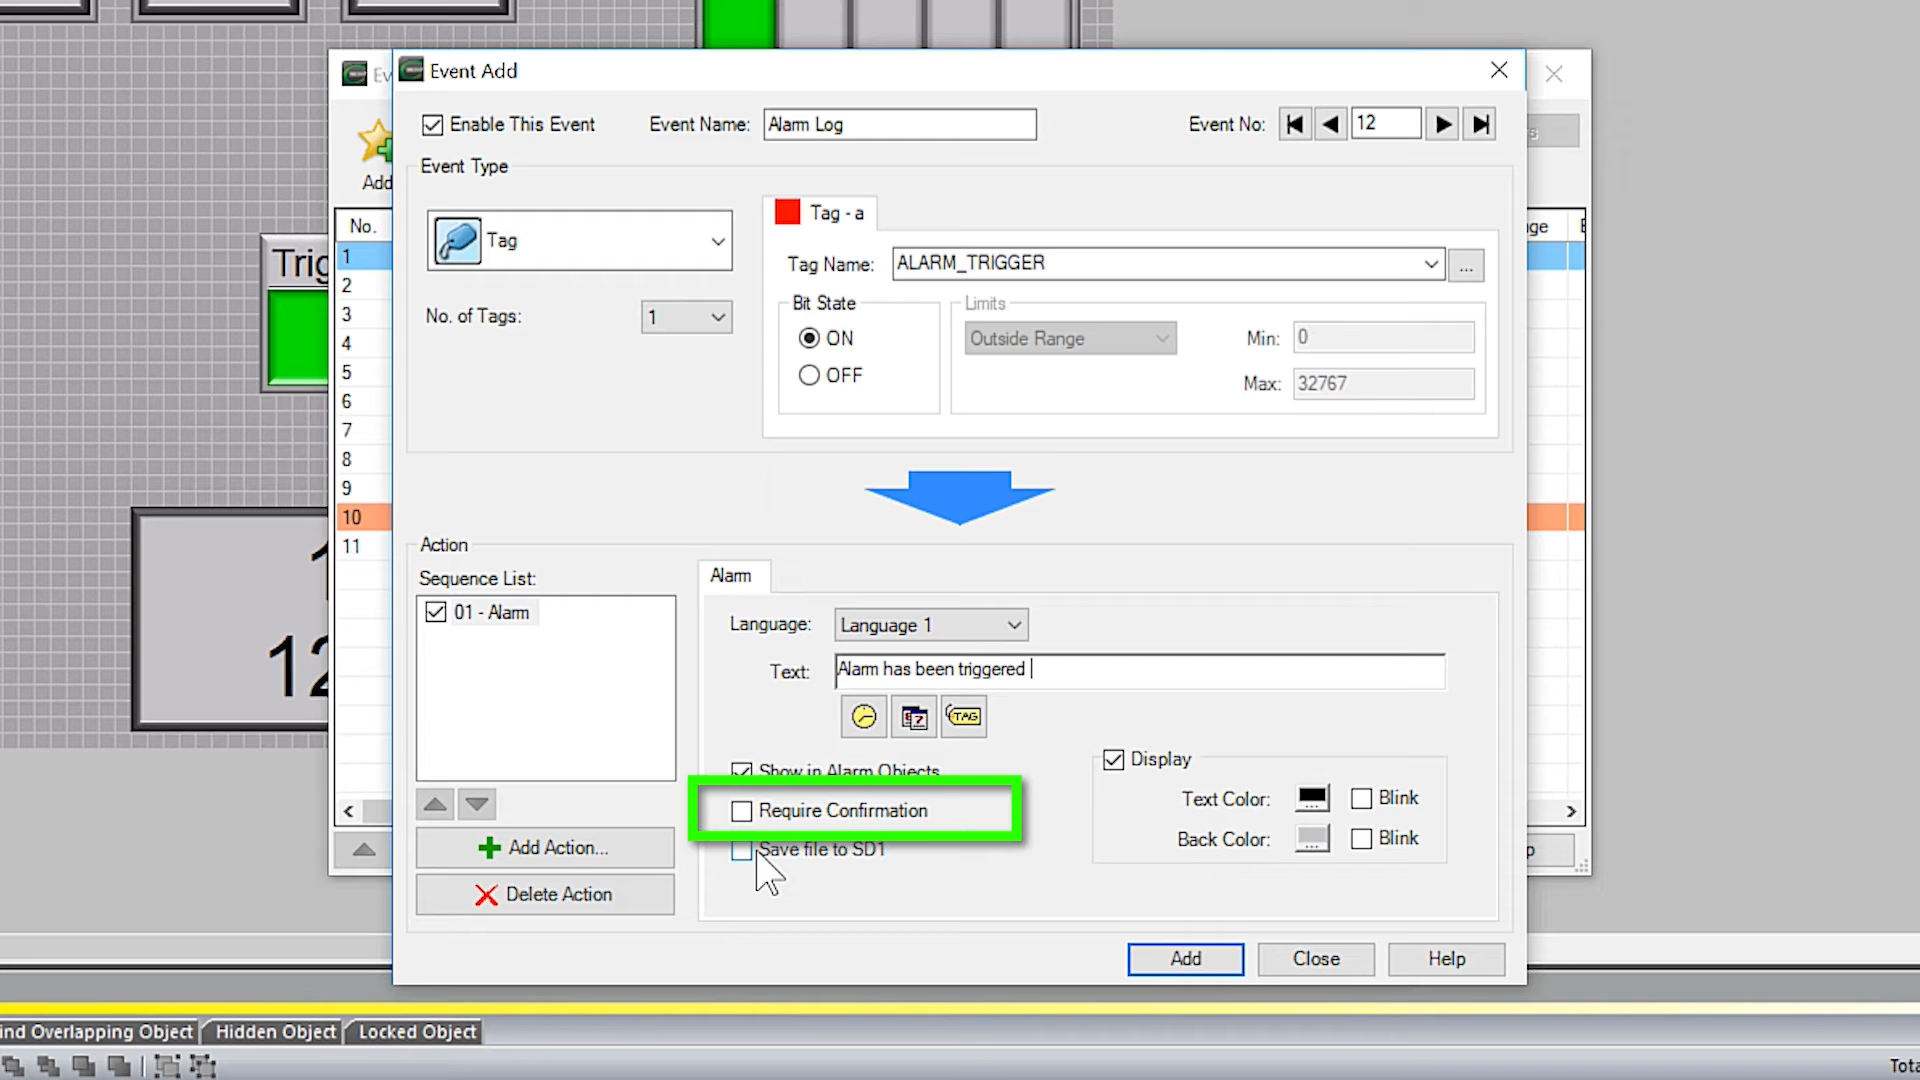 Event Add
Enable This Event
Event Name:
Alarm Log
Event No:
12
Add
Event Type
No.
Tag
Tag - a
Trig
1
Tag Name:
ALARM_TRIGGER
...
2
Bit State
Limits
3
No. of Tags:
1
ON
Outside Range
Min:
0
4
5
OFF
Max:
32767
6
7
8
9
10
11
Action
Sequence List:
Alarm
01 - Alarm
Language:
Language 1
Text:
Alarm has been triggered
12
TAG
Show in Alarm Objects
Display
Text Color:
...
Blink
Require Confirmation
Back Color:
...
Blink
Save file to SD1
Add Action...
Delete Action
Add
Close
Help
Overlapping Object
Hidden Object
Locked Object